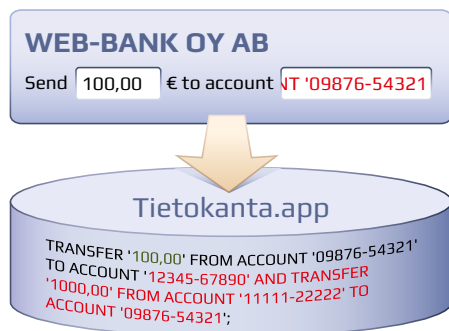 WEB-BANK OY AB
Send 100,00 € to account NT '09876-54321
Tietokanta.app
TRANSFER '100,00' FROM ACCOUNT '09876-54321'
TO ACCOUNT '12345-67890' AND TRANSFER
'1000,00' FROM ACCOUNT '11111-22222' TO
ACCOUNT '09876-54321';